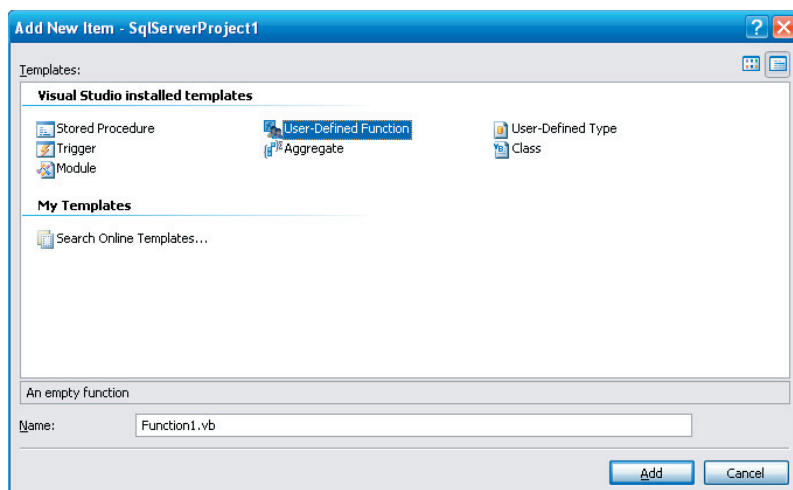 Add New Item - SqlServerProject1
Templates:
Visual Studio installed templates
Stored Procedure User-Defined Function User-Defined Type
Trigger Aggregate Class
Module
My Templates
Search Online Templates...
An empty function
Name: Function1.vb
Add Cancel